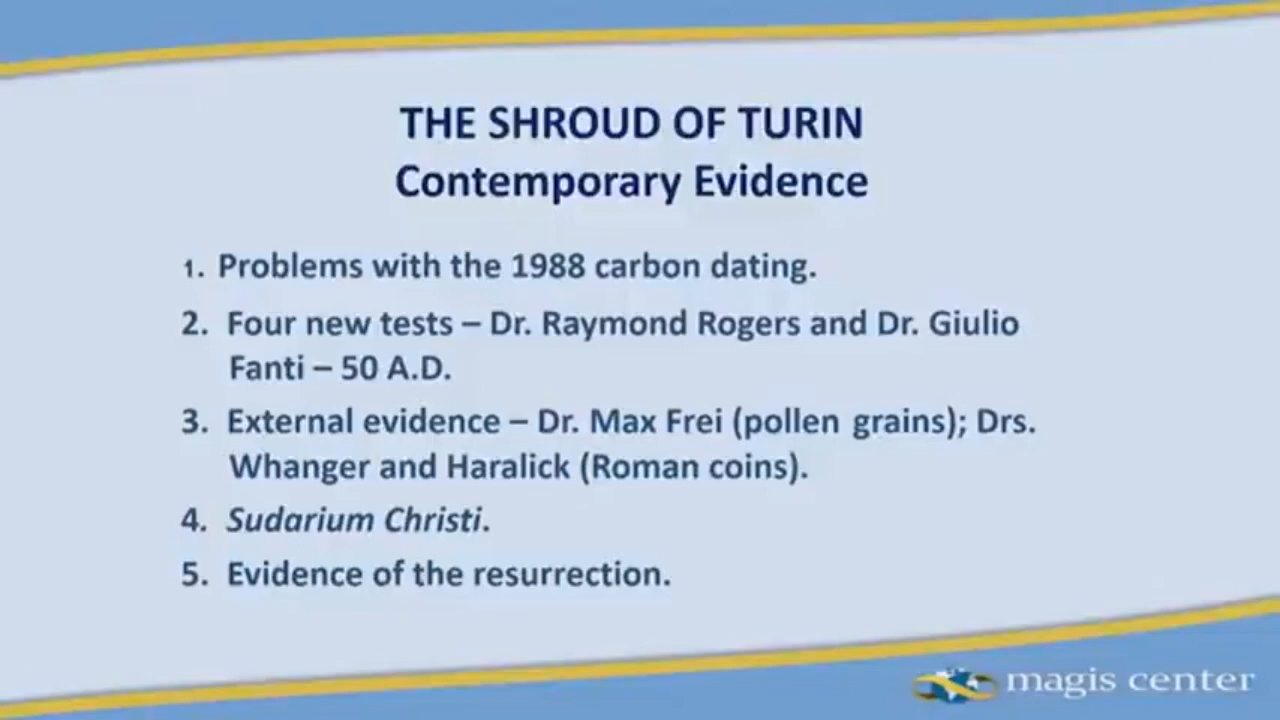 THE SHROUD OF TURIN
Contemporary Evidence
1. Problems with the 1988 carbon dating.
2. Four new tests – Dr. Raymond Rogers and Dr. Giulio
Fanti – 50 A.D.
3. External evidence – Dr. Max Frei (pollen grains); Drs.
Whanger and Haralick (Roman coins).
4. Sudarium Christi.
5. Evidence of the resurrection.
magis center